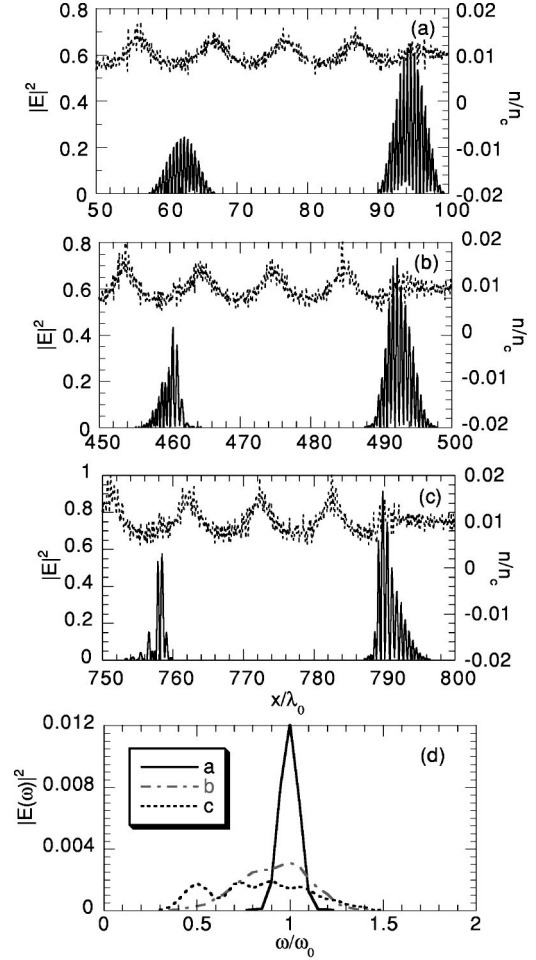 0.8 (a) 0.02
0.6 0.01
|E|² 0.4 0 n/n_c
0.2 -0.01
0 -0.02
50 60 70 80 90 100
0.8 (b) 0.02
0.6 0.01
|E|² 0.4 0 n/n_c
0.2 -0.01
0 -0.02
450 460 470 480 490 500
1 (c) 0.02
0.8 0.01
0.6
|E|² 0.4 0 n/n_c
0.2 -0.01
0 -0.02
750 760 770 780 790 800
x/λ₀
0.012 (d)
a
|E(ω)|² 0.008 b
c
0.004
0
0 0.5 1 1.5 2
ω/ω₀